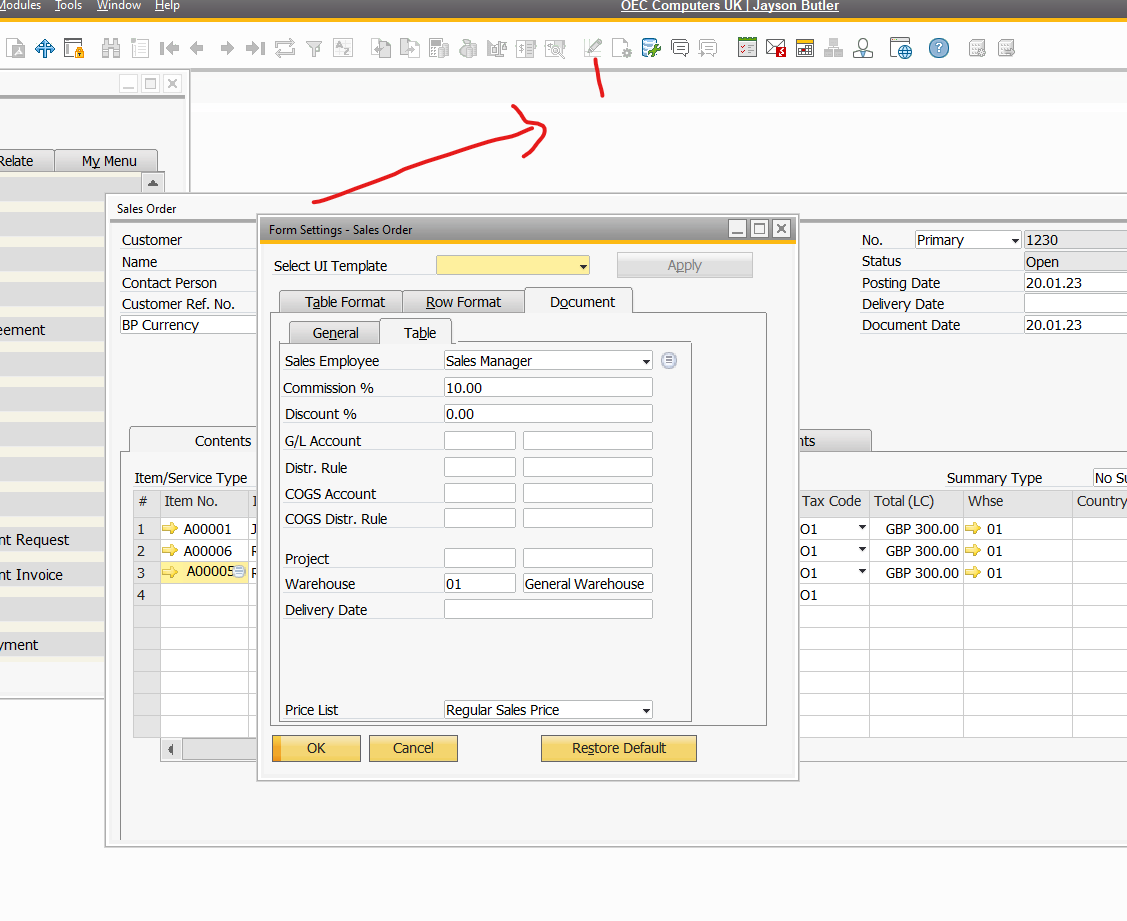 Modules Tools Window Help
OEC Computers UK | Jayson Butler
Relate My Menu
eement
nt Request
nt Invoice
yment
Sales Order
Customer
Name
Contact Person
Customer Ref. No.
BP Currency
No. Primary 1230
Status Open
Posting Date 20.01.23
Delivery Date
Document Date 20.01.23
Contents
nts
Item/Service Type
Summary Type No Su
# Item No. Tax Code Total (LC) Whse Country
1 A00001 J O1 GBP 300.00 01
2 A00006 O1 GBP 300.00 01
3 A00005 O1 GBP 300.00 01
4 O1
Form Settings - Sales Order
Select UI Template Apply
Table Format Row Format Document
General Table
Sales Employee Sales Manager
Commission % 10.00
Discount % 0.00
G/L Account
Distr. Rule
COGS Account
COGS Distr. Rule
Project
Warehouse 01 General Warehouse
Delivery Date
Price List Regular Sales Price
OK Cancel Restore Default